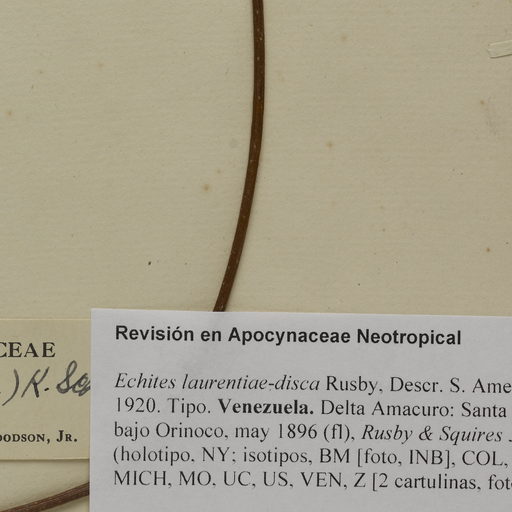 CEAE
.) K. Sc
OODSON, JR.
Revisión en Apocynaceae Neotropical
Echites laurentiae-disca Rusby, Descr. S. Ame
1920. Tipo. Venezuela. Delta Amacuro: Santa
bajo Orinoco, may 1896 (fl), Rusby & Squires
(holotipo, NY; isotipos, BM [foto, INB], COL,
MICH, MO, UC, US, VEN, Z [2 cartulinas, fot